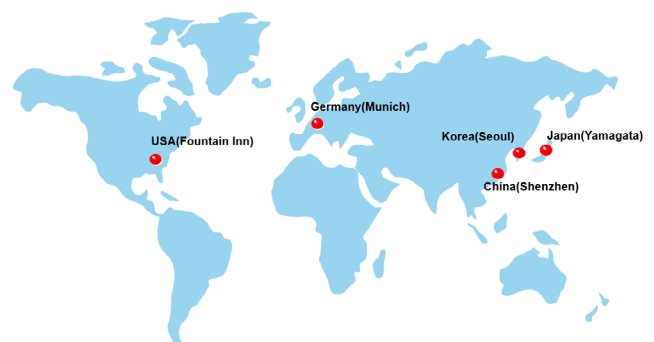 Germany(Munich)
USA(Fountain Inn)
Korea(Seoul)
Japan(Yamagata)
China(Shenzhen)